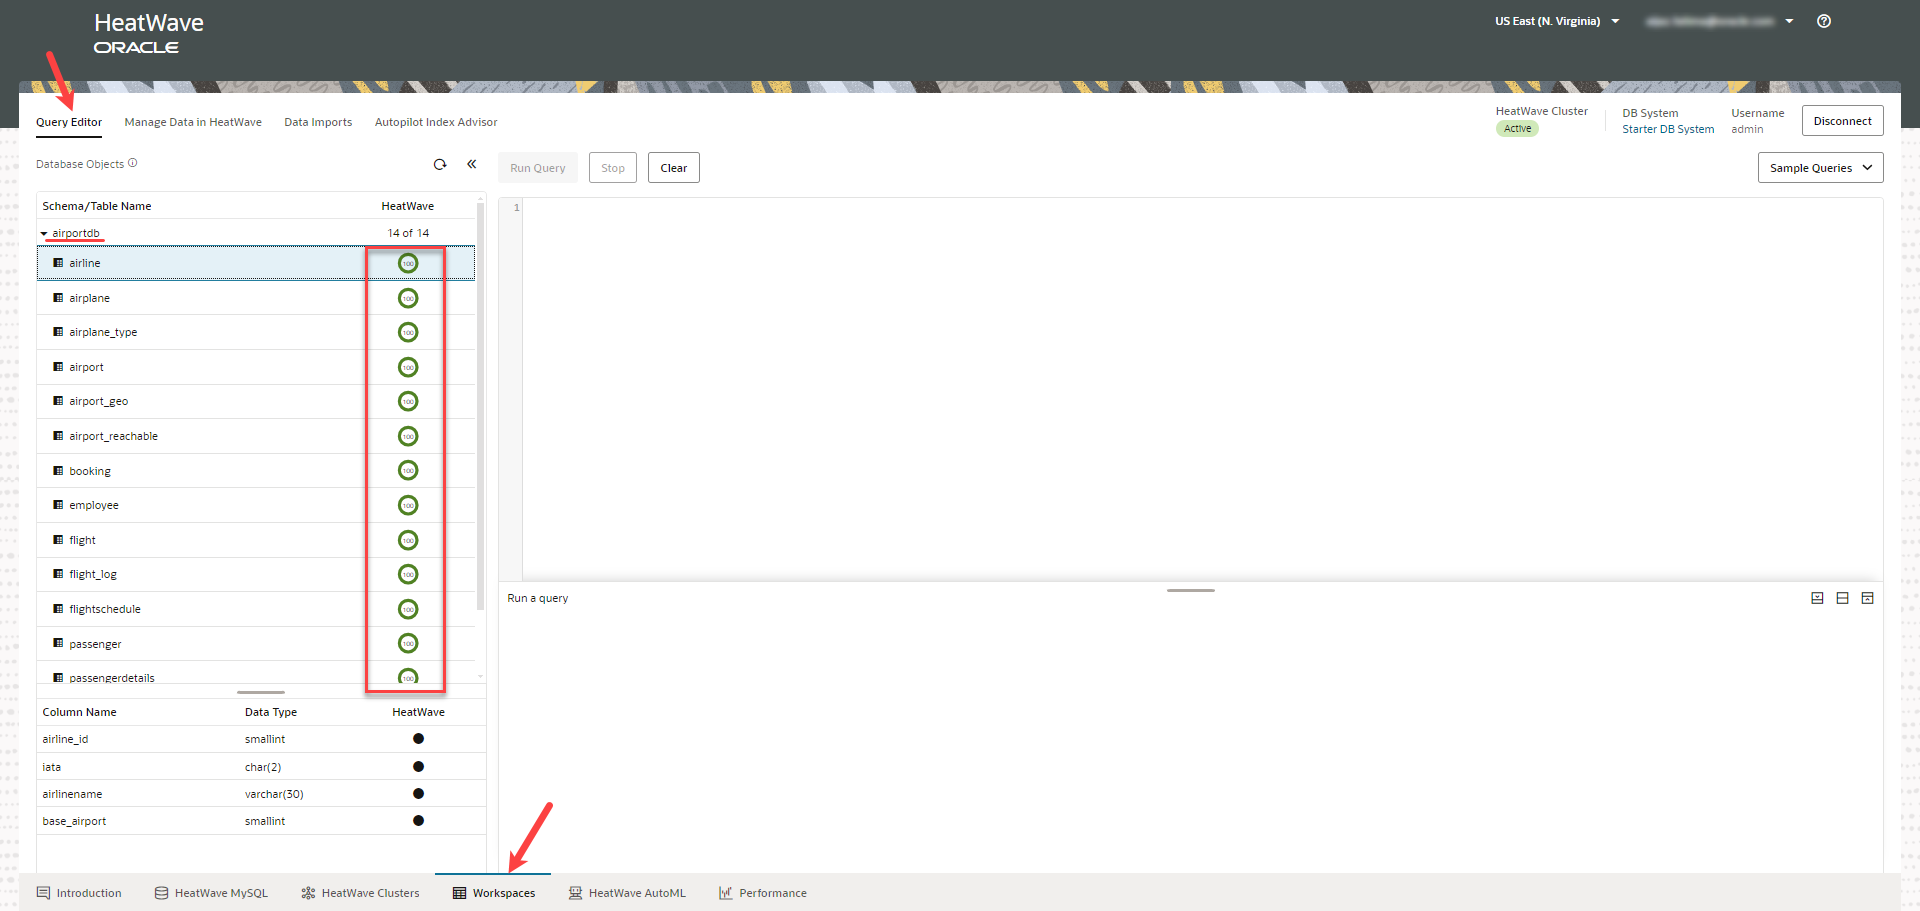 HeatWave
ORACLE
US East (N. Virginia)
Query Editor
Manage Data in HeatWave
Data Imports
Autopilot Index Advisor
HeatWave Cluster
Active
DB System
Starter DB System
Username
admin
Disconnect
Database Objects
Run Query
Stop
Clear
Sample Queries
Schema/Table Name HeatWave
airportdb 14 of 14
airline 100
airplane 100
airplane_type 100
airport 100
airport_geo 100
airport_reachable 100
booking 100
employee 100
flight 100
flight_log 100
flightschedule 100
passenger 100
passengerdetails 100
1
Run a query
Column Name Data Type HeatWave
airline_id smallint
iata char(2)
airlinename varchar(30)
base_airport smallint
Introduction
HeatWave MySQL
HeatWave Clusters
Workspaces
HeatWave AutoML
Performance